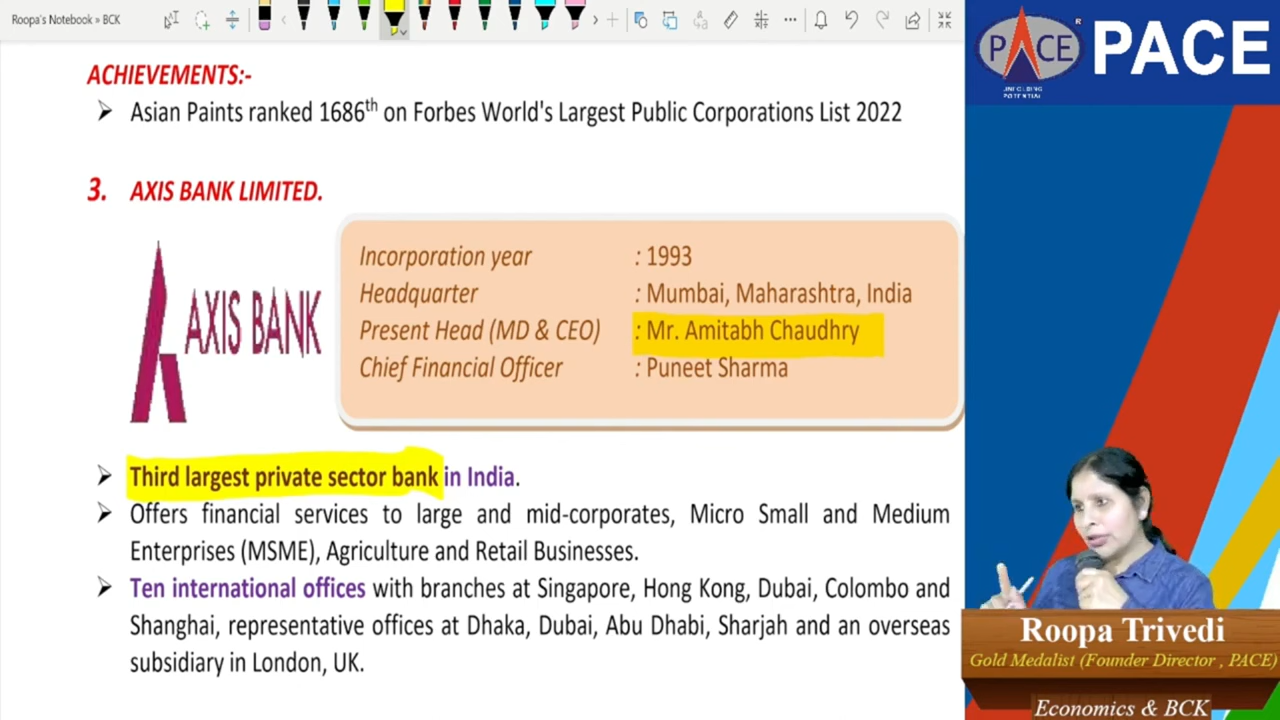 Roopa's Notebook » BCK
ACHIEVEMENTS:-
Asian Paints ranked 1686th on Forbes World's Largest Public Corporations List 2022
3. AXIS BANK LIMITED.
AXIS BANK
Incorporation year : 1993
Headquarter : Mumbai, Maharashtra, India
Present Head (MD & CEO) : Mr. Amitabh Chaudhry
Chief Financial Officer : Puneet Sharma
Third largest private sector bank in India.
Offers financial services to large and mid-corporates, Micro Small and Medium
Enterprises (MSME), Agriculture and Retail Businesses.
Ten international offices with branches at Singapore, Hong Kong, Dubai, Colombo and
Shanghai, representative offices at Dhaka, Dubai, Abu Dhabi, Sharjah and an overseas
subsidiary in London, UK.
PACE
UNFOLDING
POTENTIAL
PACE
Roopa Trivedi
Gold Medalist (Founder Director , PACE)
Economics & BCK